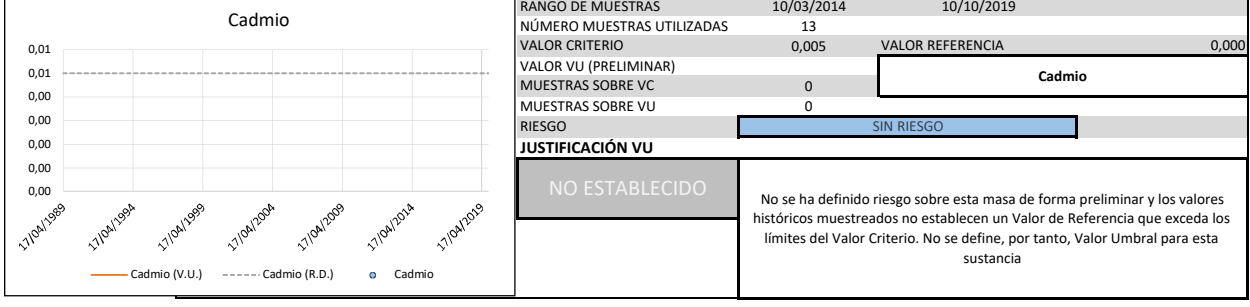 Cadmio
0,01
0,01
0,00
0,00
0,00
0,00
0,00
17/04/1989
17/04/1994
17/04/1999
17/04/2004
17/04/2009
17/04/2014
17/04/2019
Cadmio (V.U.) Cadmio (R.D.) Cadmio
RANGO DE MUESTRAS 10/03/2014 10/10/2019
NÚMERO MUESTRAS UTILIZADAS 13
VALOR CRITERIO 0,005 VALOR REFERENCIA 0,000
VALOR VU (PRELIMINAR)
Cadmio
MUESTRAS SOBRE VC 0
MUESTRAS SOBRE VU 0
RIESGO SIN RIESGO
JUSTIFICACIÓN VU
NO ESTABLECIDO
No se ha definido riesgo sobre esta masa de forma preliminar y los valores
históricos muestreados no establecen un Valor de Referencia que exceda los
límites del Valor Criterio. No se define, por tanto, Valor Umbral para esta
sustancia